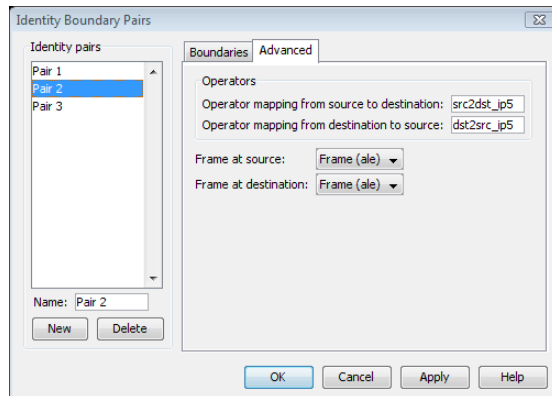 Identity Boundary Pairs
Identity pairs
Pair 1
Pair 2
Pair 3
Name: Pair 2
New Delete
Boundaries Advanced
Operators
Operator mapping from source to destination: src2dst_ip5
Operator mapping from destination to source: dst2src_ip5
Frame at source: Frame (ale)
Frame at destination: Frame (ale)
OK Cancel Apply Help